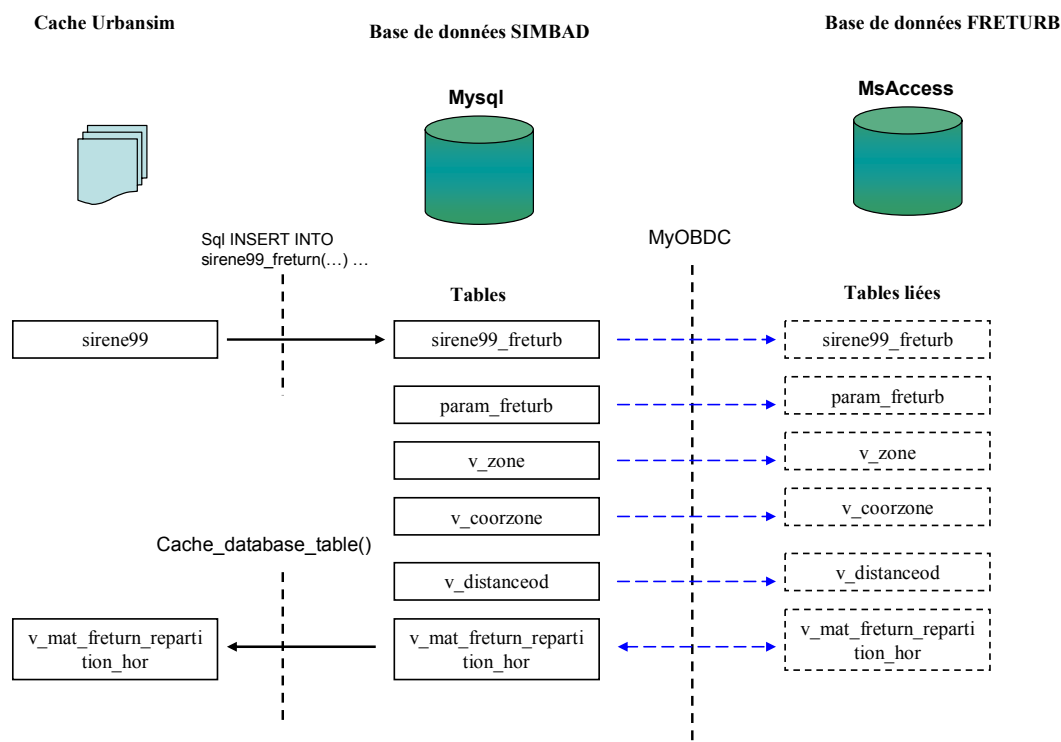 Cache Urbansim
Base de données SIMBAD
Base de données FRETURB
Mysql
MsAccess
Sql INSERT INTO
sirene99_freturn(…) …
MyOBDC
Tables
Tables liées
sirene99
sirene99_freturb
sirene99_freturb
param_freturb
param_freturb
v_zone
v_zone
v_coorzone
v_coorzone
Cache_database_table()
v_distanceod
v_distanceod
v_mat_freturn_reparti
tion_hor
v_mat_freturn_reparti
tion_hor
v_mat_freturn_reparti
tion_hor